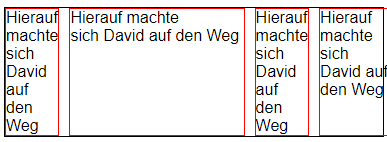 Hierauf
machte
sich
David
auf
den
Weg
Hierauf machte
sich David auf den Weg
Hierauf
machte
sich
David
auf
den
Weg
Hierauf
machte
sich
David auf
den Weg